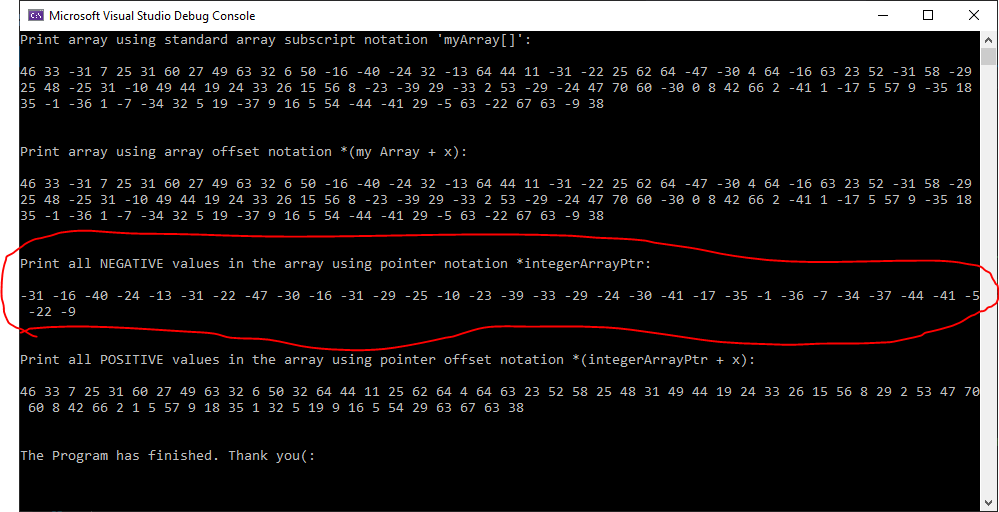 Microsoft Visual Studio Debug Console
Print array using standard array subscript notation 'myArray[]':
46 33 -31 7 25 31 60 27 49 63 32 6 50 -16 -40 -24 32 -13 64 44 11 -31 -22 25 62 64 -47 -30 4 64 -16 63 23 52 -31 58 -29
25 48 -25 31 -10 49 44 19 24 33 26 15 56 8 -23 -39 29 -33 2 53 -29 -24 47 70 60 -30 0 8 42 66 2 -41 1 -17 5 57 9 -35 18
35 -1 -36 1 -7 -34 32 5 19 -37 9 16 5 54 -44 -41 29 -5 63 -22 67 63 -9 38
Print array using array offset notation *(my Array + x):
46 33 -31 7 25 31 60 27 49 63 32 6 50 -16 -40 -24 32 -13 64 44 11 -31 -22 25 62 64 -47 -30 4 64 -16 63 23 52 -31 58 -29
25 48 -25 31 -10 49 44 19 24 33 26 15 56 8 -23 -39 29 -33 2 53 -29 -24 47 70 60 -30 0 8 42 66 2 -41 1 -17 5 57 9 -35 18
35 -1 -36 1 -7 -34 32 5 19 -37 9 16 5 54 -44 -41 29 -5 63 -22 67 63 -9 38
Print all NEGATIVE values in the array using pointer notation *integerArrayPtr:
-31 -16 -40 -24 -13 -31 -22 -47 -30 -16 -31 -29 -25 -10 -23 -39 -33 -29 -24 -30 -41 -17 -35 -1 -36 -7 -34 -37 -44 -41 -5
-22 -9
Print all POSITIVE values in the array using pointer offset notation *(integerArrayPtr + x):
46 33 7 25 31 60 27 49 63 32 6 50 32 64 44 11 25 62 64 4 64 63 23 52 58 25 48 31 49 44 19 24 33 26 15 56 8 29 2 53 47 70
60 8 42 66 2 1 5 57 9 18 35 1 32 5 19 9 16 5 54 29 63 67 63 38
The Program has finished. Thank you(: